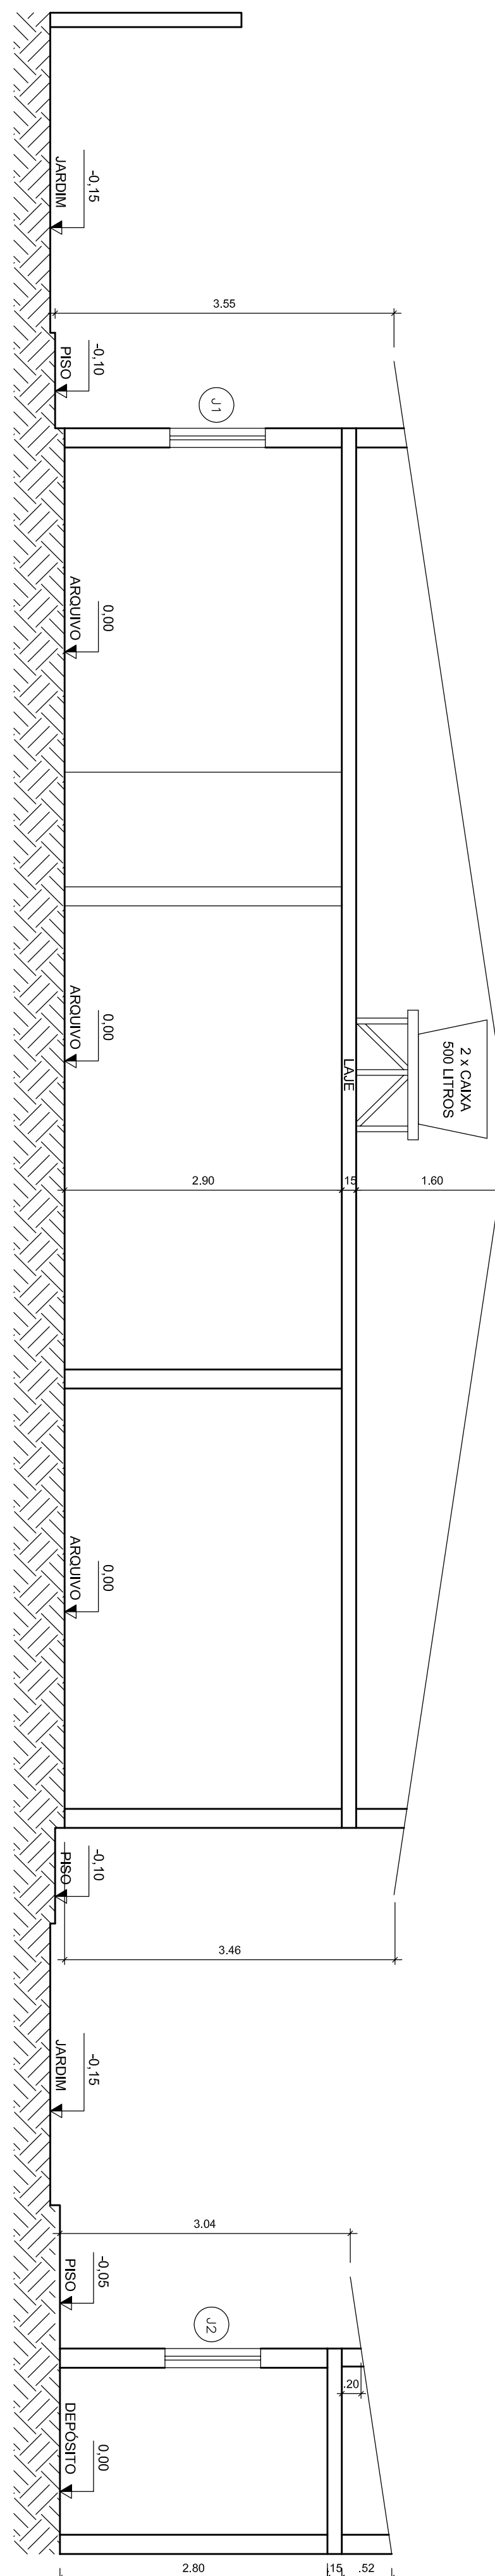 -0,15
JARDIM
3.55
-0,10
PISO
J1
0,00
ARQUIVO
0,00
ARQUIVO
2 x CAIXA
500 LITROS
LAJE
2.90
15
1.60
0,00
ARQUIVO
-0,10
PISO
3.46
-0,15
JARDIM
3.04
-0,05
PISO
J2
.20
0,00
DEPÓSITO
2.80
.15
.52